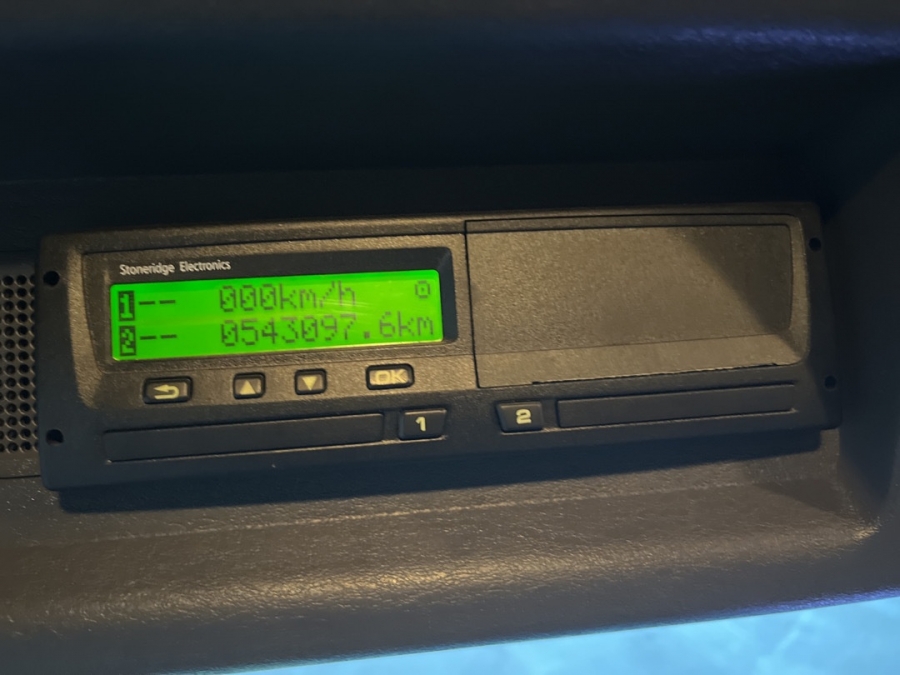 Stoneridge Electronics
1-- 000km/h
2-- 0543097.6km
OK
1
2